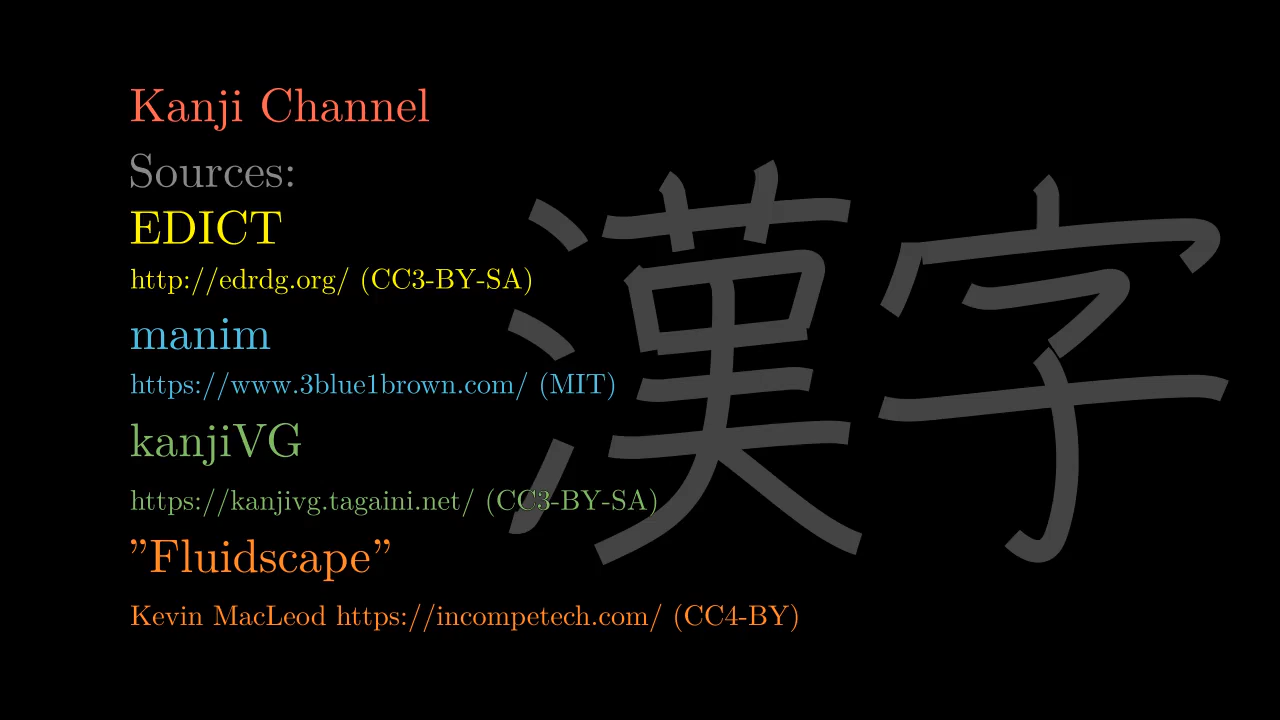 Kanji Channel
Sources:
EDICT
http://edrdg.org/ (CC3-BY-SA)
manim
https://www.3blue1brown.com/ (MIT)
kanjiVG
https://kanjivg.tagaini.net/ (CC3-BY-SA)
”Fluidscape”
Kevin MacLeod https://incompetech.com/ (CC4-BY)
漢字